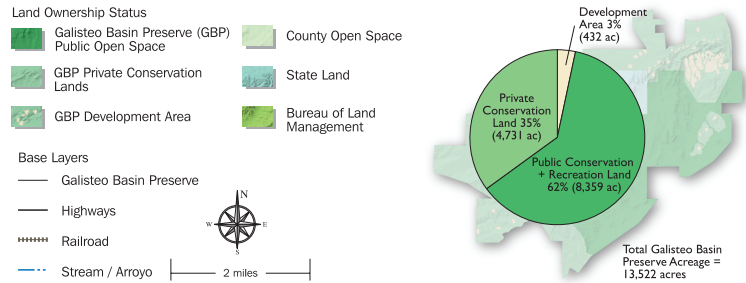 Land Ownership Status
Galisteo Basin Preserve (GBP)
Public Open Space
GBP Private Conservation
Lands
GBP Development Area
County Open Space
State Land
Bureau of Land
Management
Base Layers
Galisteo Basin Preserve
Highways
Railroad
Stream / Arroyo
N
W
E
S
2 miles
Development
Area 3%
(432 ac)
Private
Conservation
Land 35%
(4,731 ac)
Public Conservation
+ Recreation Land
62% (8,359 ac)
Total Galisteo Basin
Preserve Acreage =
13,522 acres